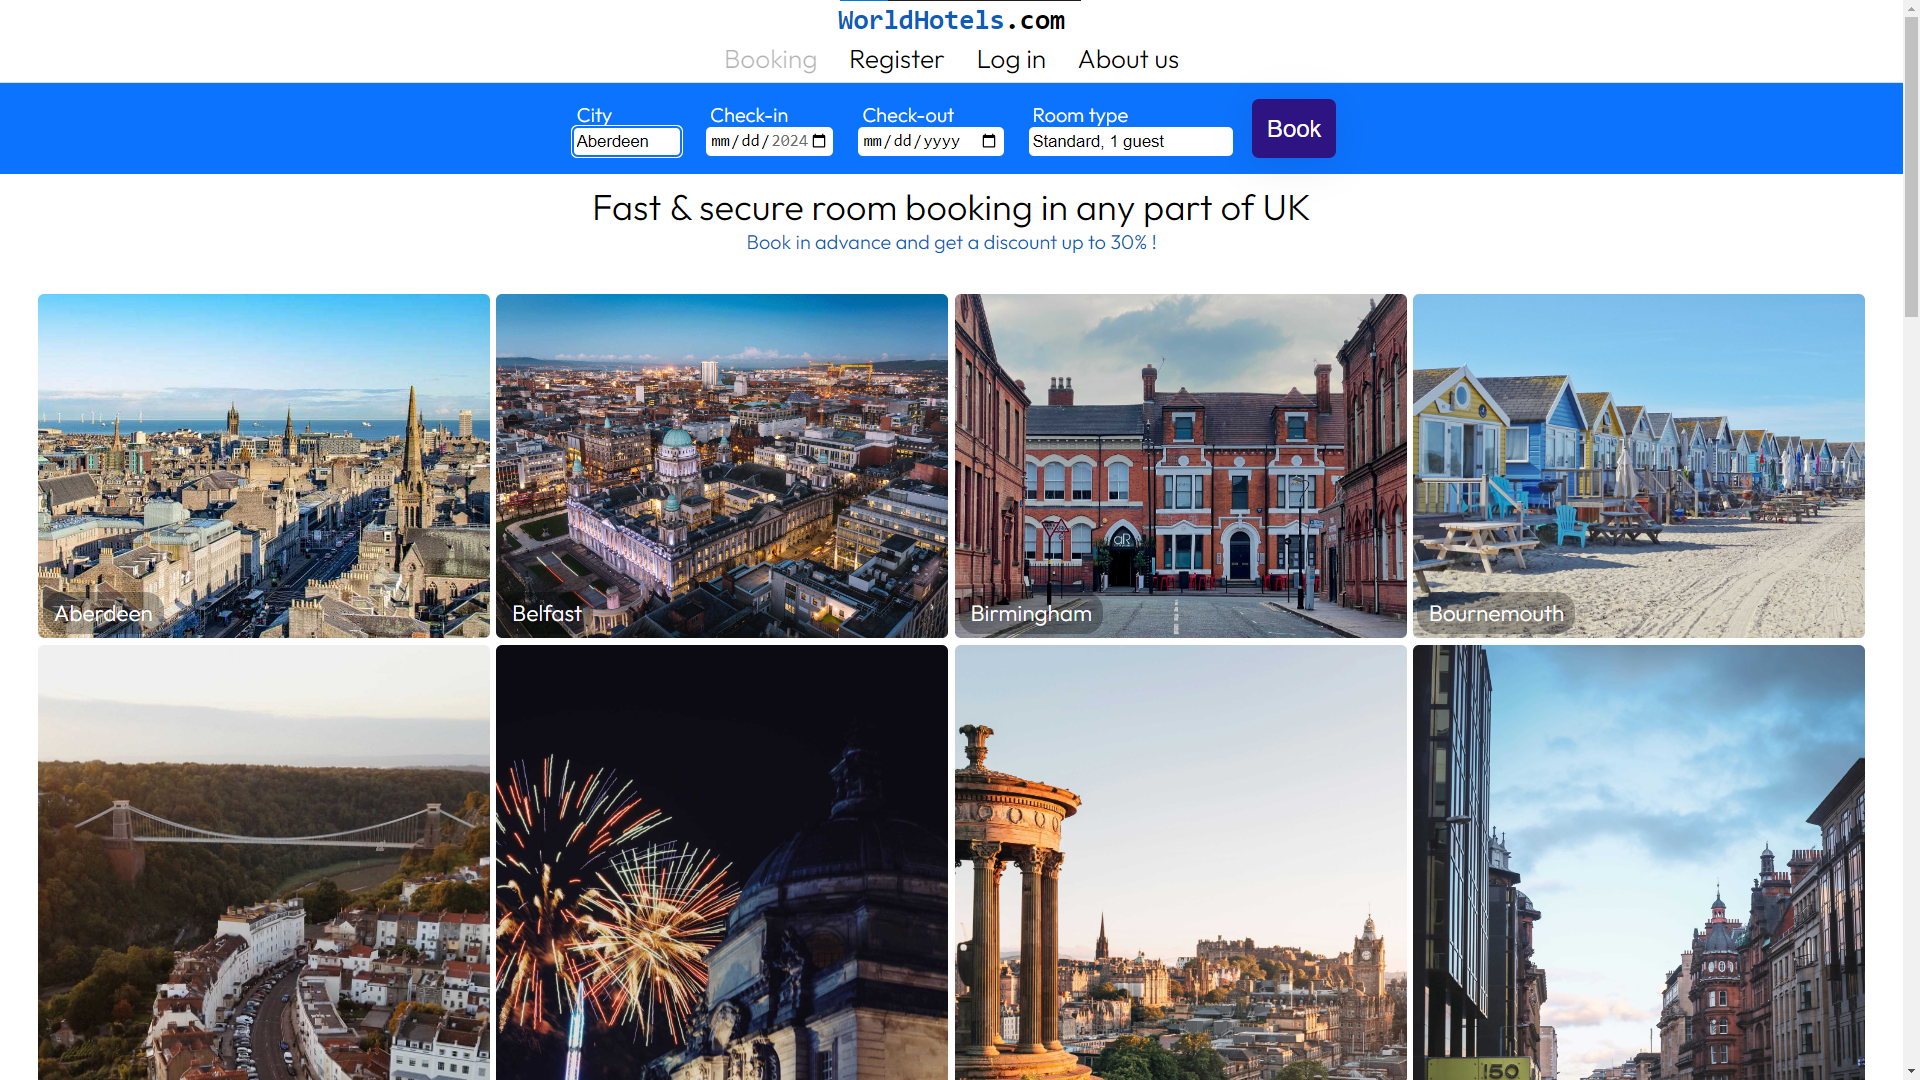 WorldHotels.com
Booking Register Log in About us
City Check-in Check-out Room type
Aberdeen mm/dd/2024 mm/dd/yyyy Standard, 1 guest Book
Fast & secure room booking in any part of UK
Book in advance and get a discount up to 30% !
aR
Aberdeen Belfast Birmingham Bournemouth
150